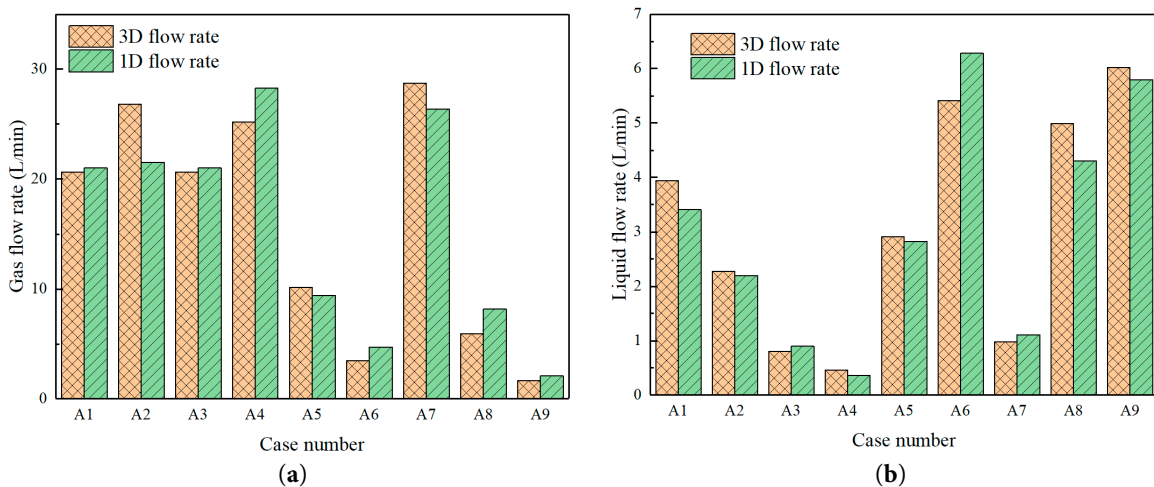 3D flow rate
1D flow rate
Gas flow rate (L/min)
30
20
10
0
A1 A2 A3 A4 A5 A6 A7 A8 A9
Case number
(a)
3D flow rate
1D flow rate
Liquid flow rate (L/min)
7
6
5
4
3
2
1
0
A1 A2 A3 A4 A5 A6 A7 A8 A9
Case number
(b)